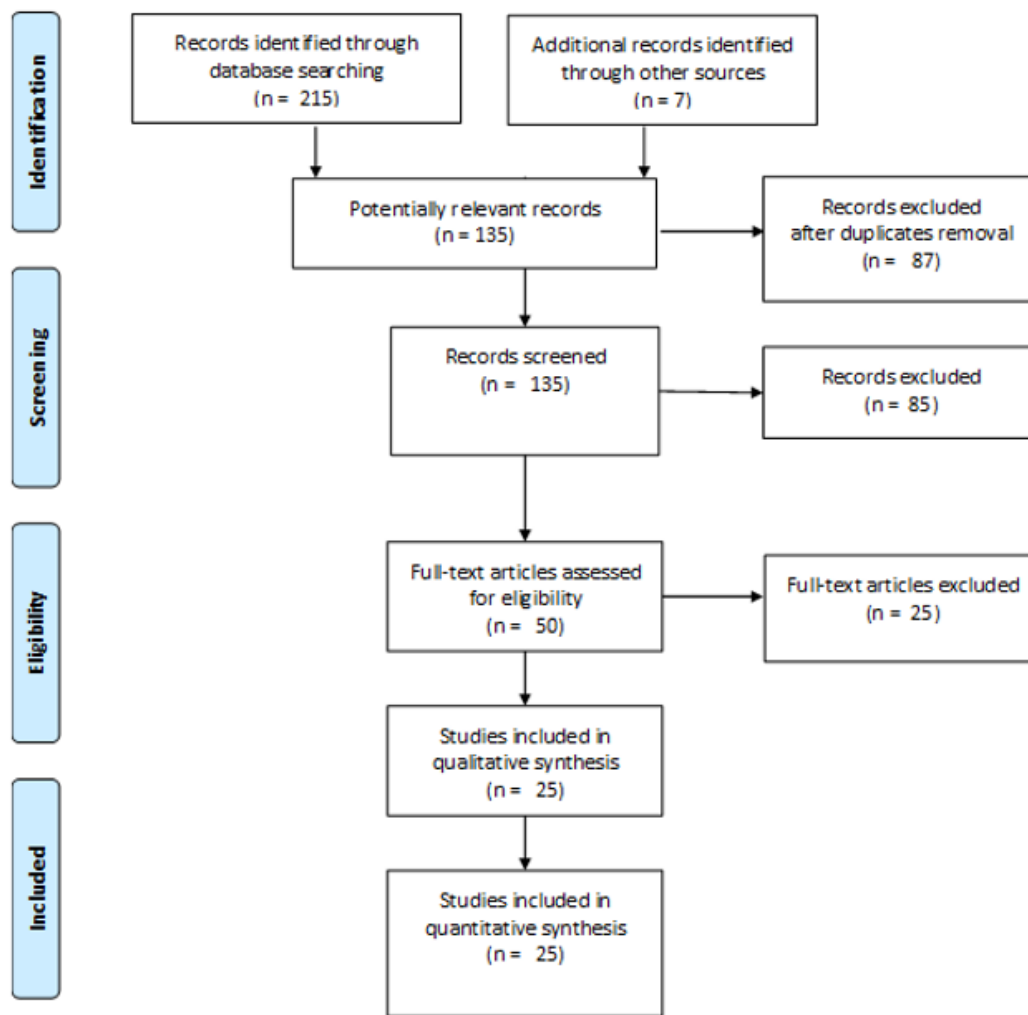 Identification
Records identified through
database searching
(n = 215)
Additional records identified
through other sources
(n = 7)
Potentially relevant records
(n = 135)
Records excluded
after duplicates removal
(n = 87)
Screening
Records screened
(n = 135)
Records excluded
(n = 85)
Eligibility
Full-text articles assessed
for eligibility
(n = 50)
Full-text articles excluded
(n = 25)
Studies included in
qualitative synthesis
(n = 25)
Included
Studies included in
quantitative synthesis
(n = 25)